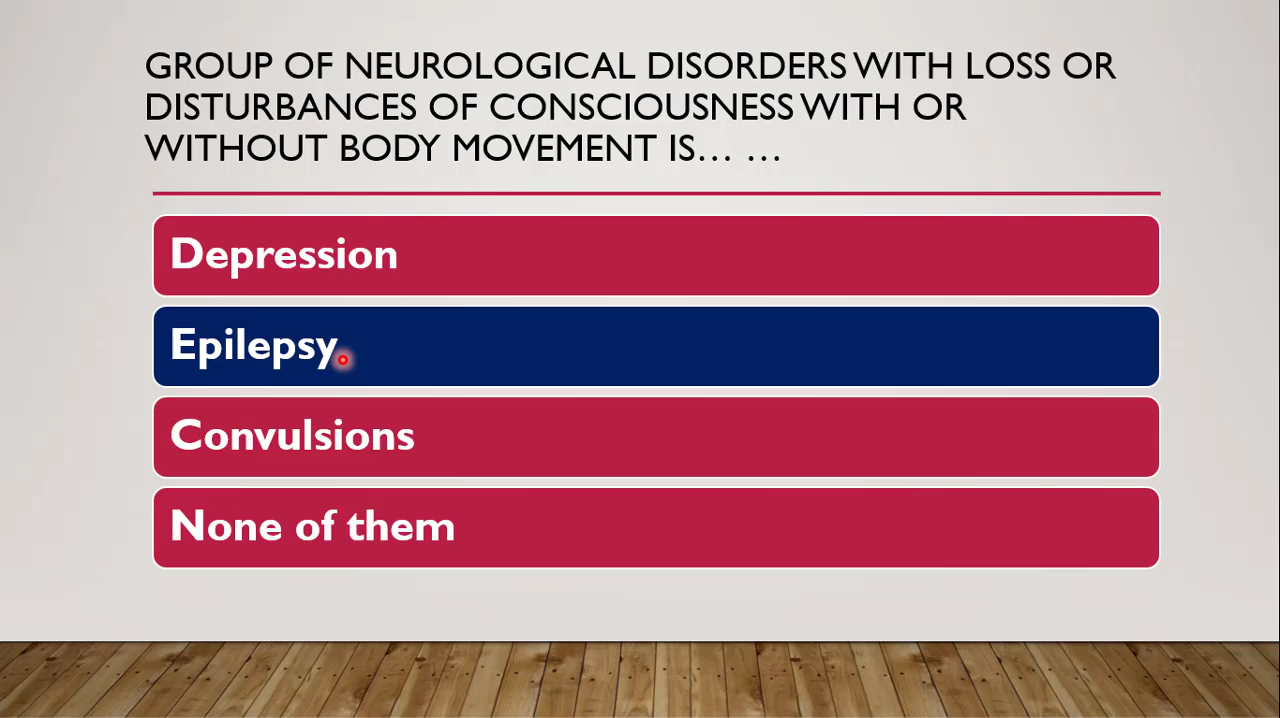 GROUP OF NEUROLOGICAL DISORDERS WITH LOSS OR
DISTURBANCES OF CONSCIOUSNESS WITH OR
WITHOUT BODY MOVEMENT IS… …
Depression
Epilepsy
Convulsions
None of them